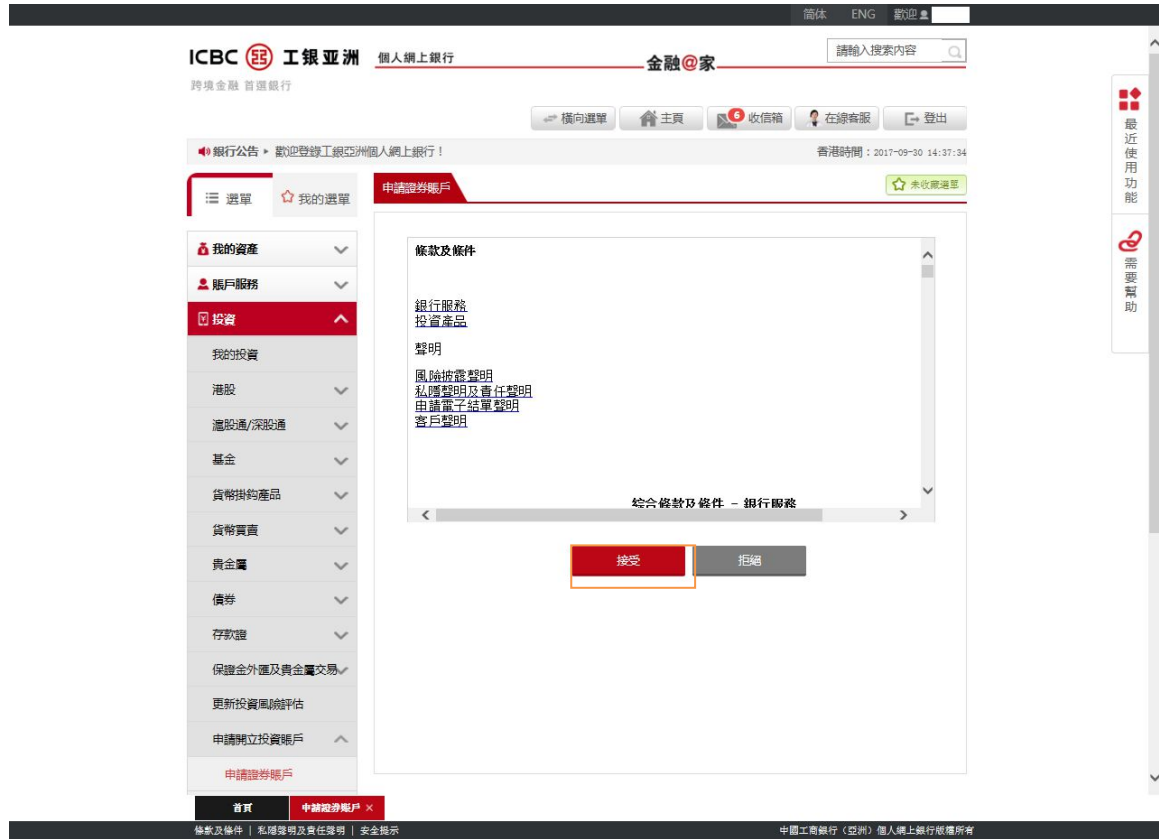 简体 ENG 歡迎
ICBC 工银亚洲 個人網上銀行 金融@家 請輸入搜索內容
跨境金融 首選銀行
橫向選單 主頁 6 收信箱 在線客服 登出
銀行公告 歡迎登錄工銀亞洲個人網上銀行！ 香港時間：2017-09-30 14:37:34
選單 我的選單 申請證券賬戶 未收藏選單
最近使用功能
需要幫助
我的資產
賬戶服務
投資
我的投資
港股
滬股通/深股通
基金
貨幣掛鈎產品
貨幣買賣
貴金屬
債券
存款證
保證金外匯及貴金屬交易
更新投資風險評估
申請開立投資賬戶
申請證券賬戶
條款及條件
銀行服務
投資產品
聲明
風險披露聲明
私隱聲明及責任聲明
申請電子結單聲明
客戶聲明
綜合條款及條件 - 銀行服務
接受 拒絕
首頁 申請證券賬戶 ×
條款及條件 | 私隱聲明及責任聲明 | 安全提示 中國工商銀行（亞洲）個人網上銀行版權所有